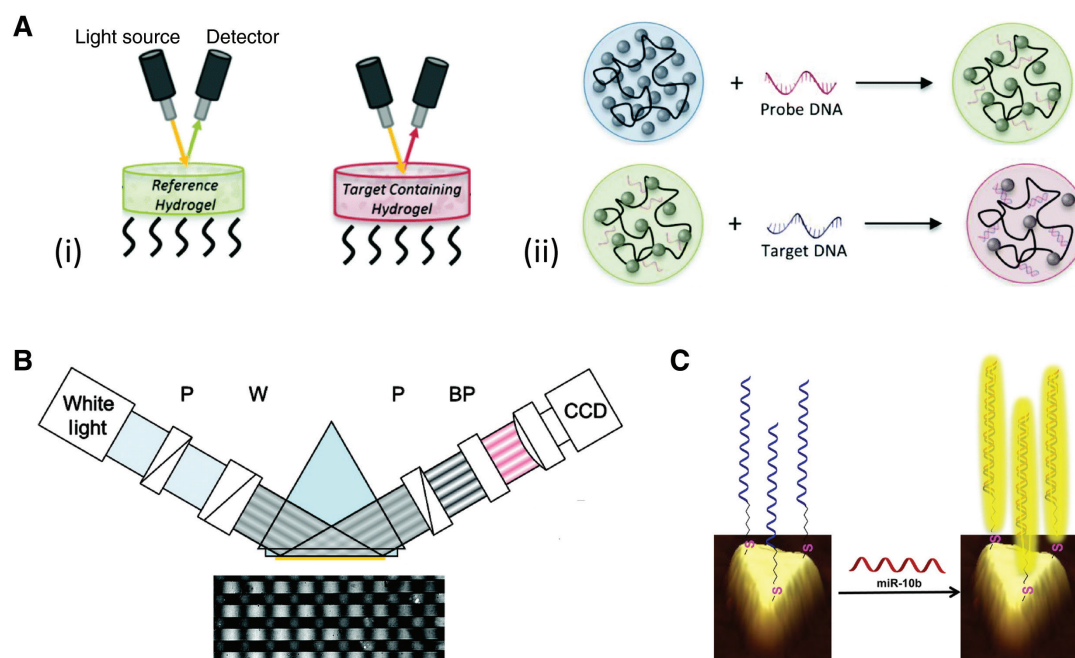 A
Light source
Detector
Reference
Hydrogel
Target Containing
Hydrogel
(i)
+
Probe DNA
+
Target DNA
(ii)
B
White
light
P
W
P
BP
CCD
C
S
S
S
miR-10b
S
S
S